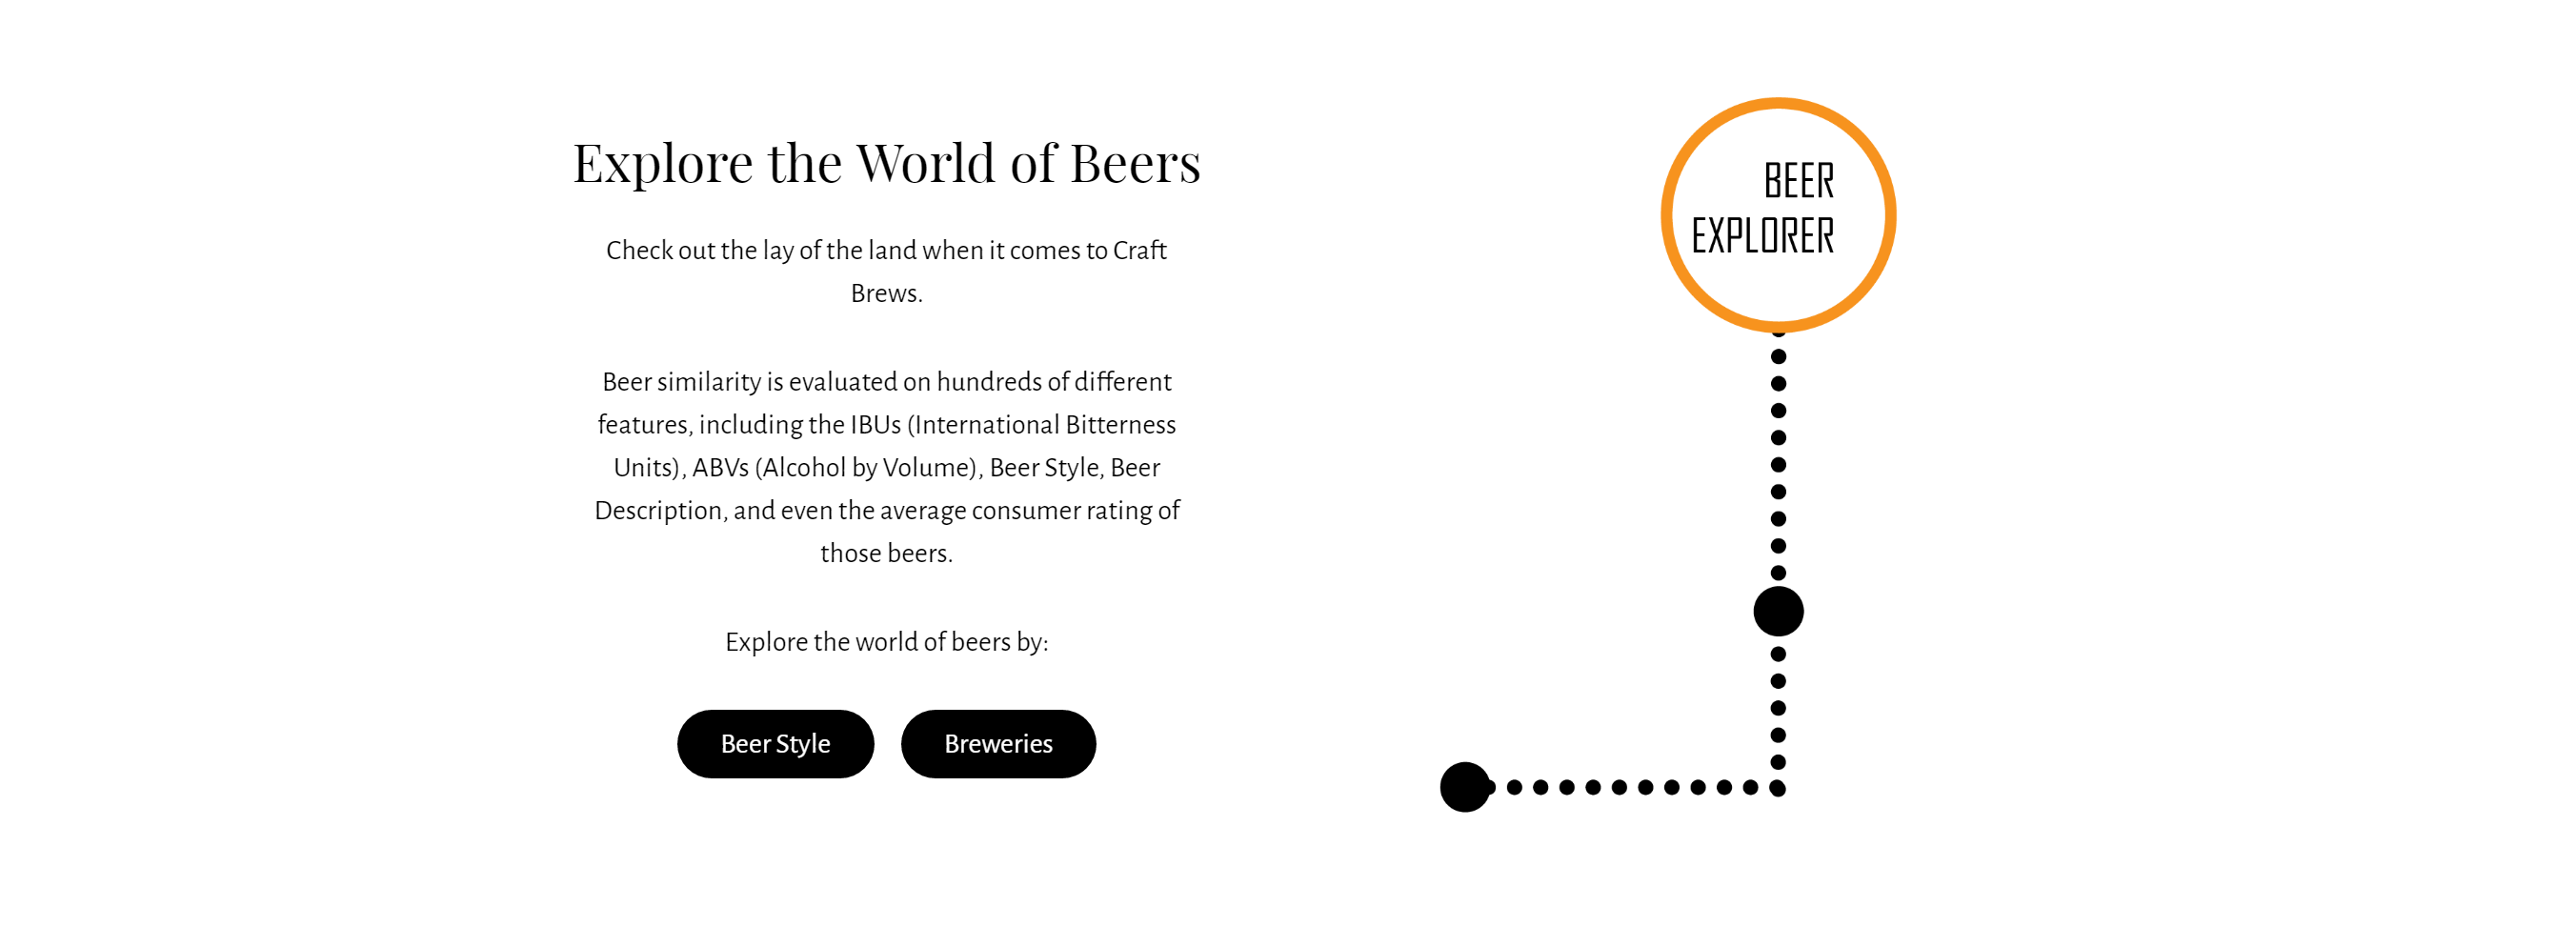 Explore the World of Beers
Check out the lay of the land when it comes to Craft
Brews.
Beer similarity is evaluated on hundreds of different
features, including the IBUs (International Bitterness
Units), ABVs (Alcohol by Volume), Beer Style, Beer
Description, and even the average consumer rating of
those beers.
Explore the world of beers by:
Beer Style
Breweries
BEER
EXPLORER